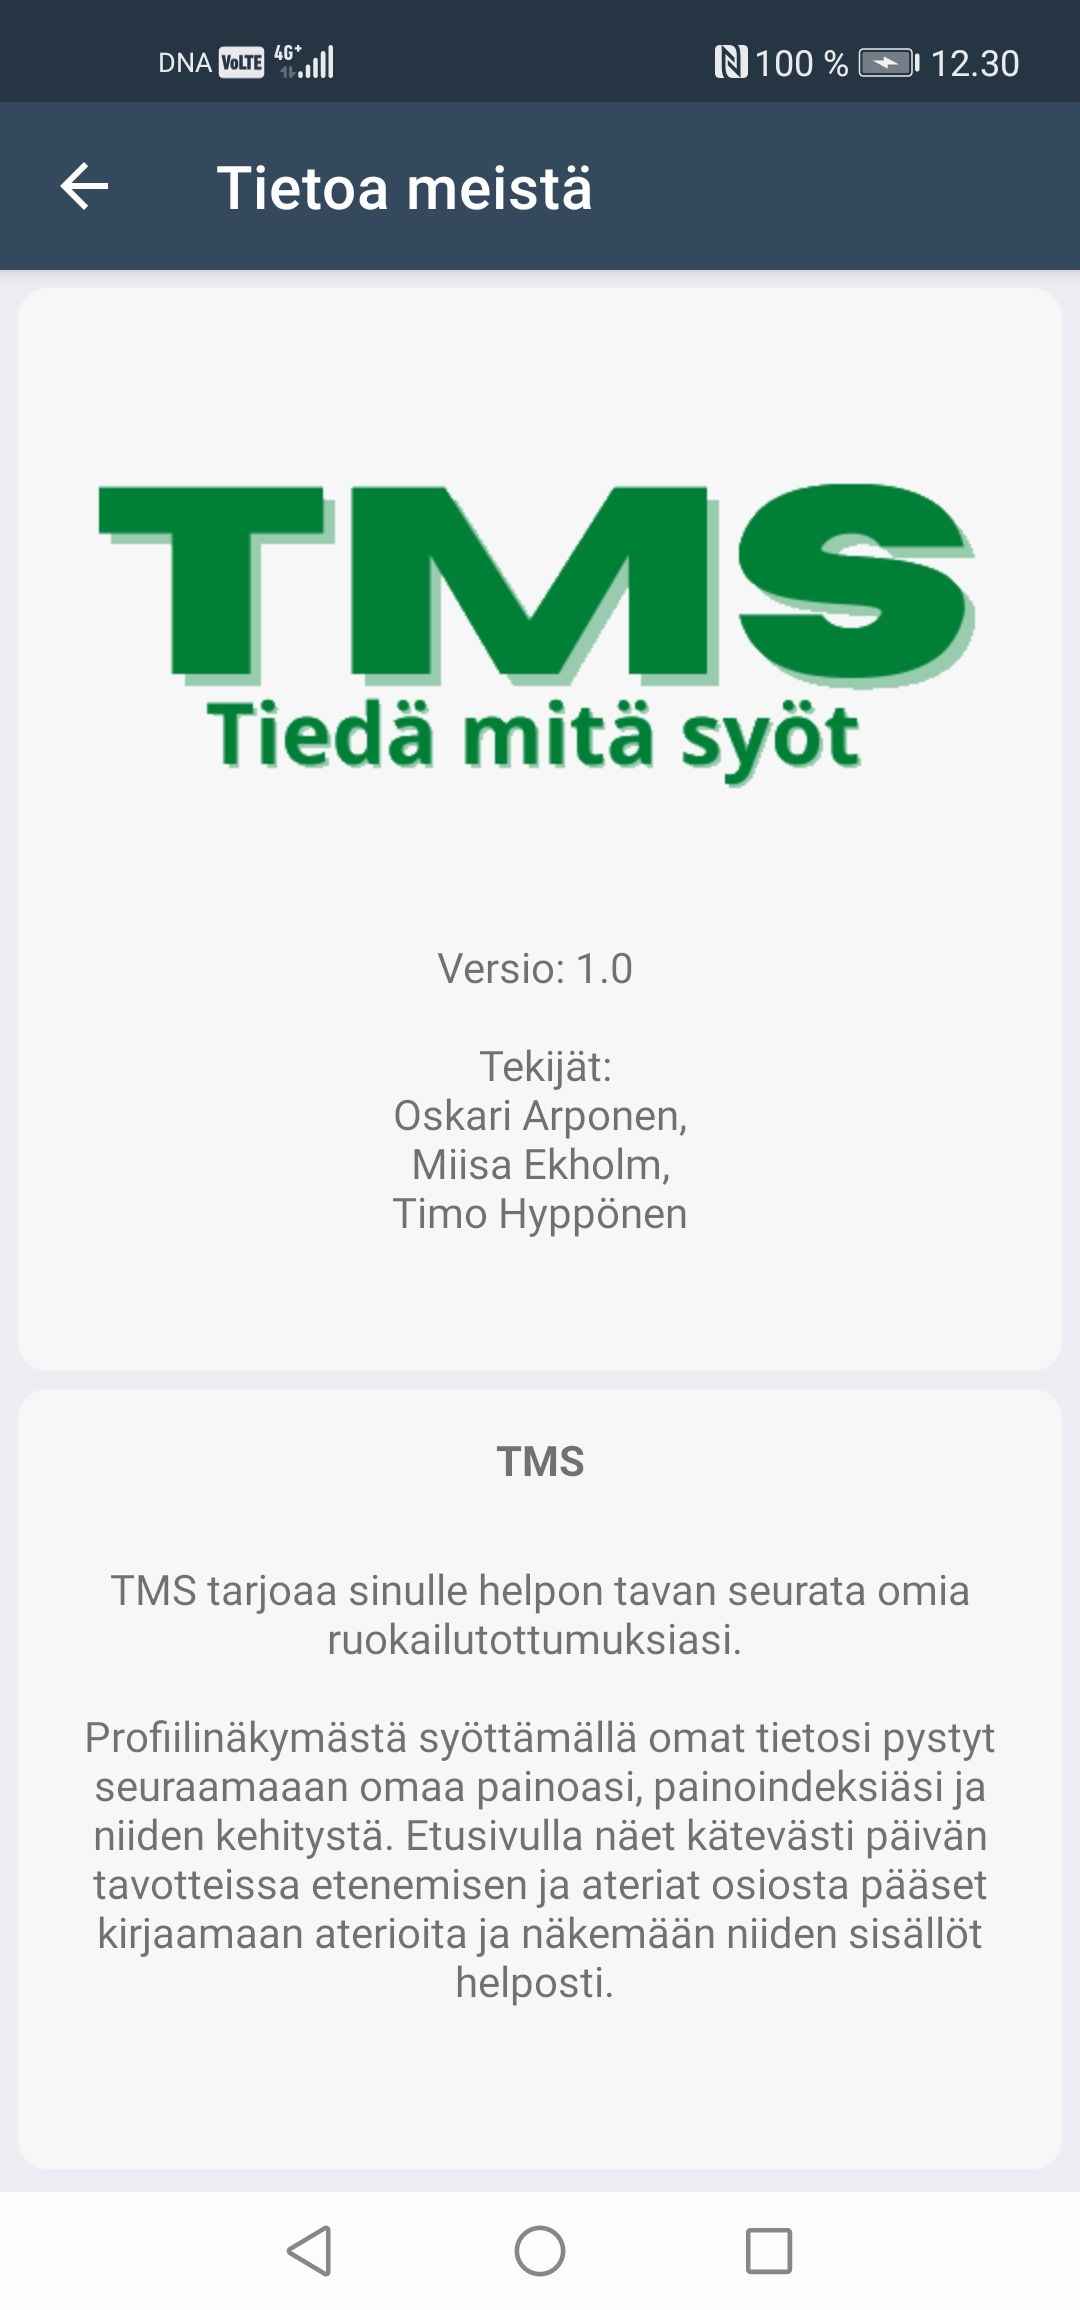 DNA VoLTE 4G+ 100 % 12.30
Tietoa meistä
TMS
Tiedä mitä syöt
Versio: 1.0
Tekijät:
Oskari Arponen,
Miisa Ekholm,
Timo Hyppönen
TMS
TMS tarjoaa sinulle helpon tavan seurata omia
ruokailutottumuksiasi.
Profiilinäkymästä syöttämällä omat tietosi pystyt
seuraamaaan omaa painoasi, painoindeksiäsi ja
niiden kehitystä. Etusivulla näet kätevästi päivän
tavotteissa etenemisen ja ateriat osiosta pääset
kirjaamaan aterioita ja näkemään niiden sisällöt
helposti.